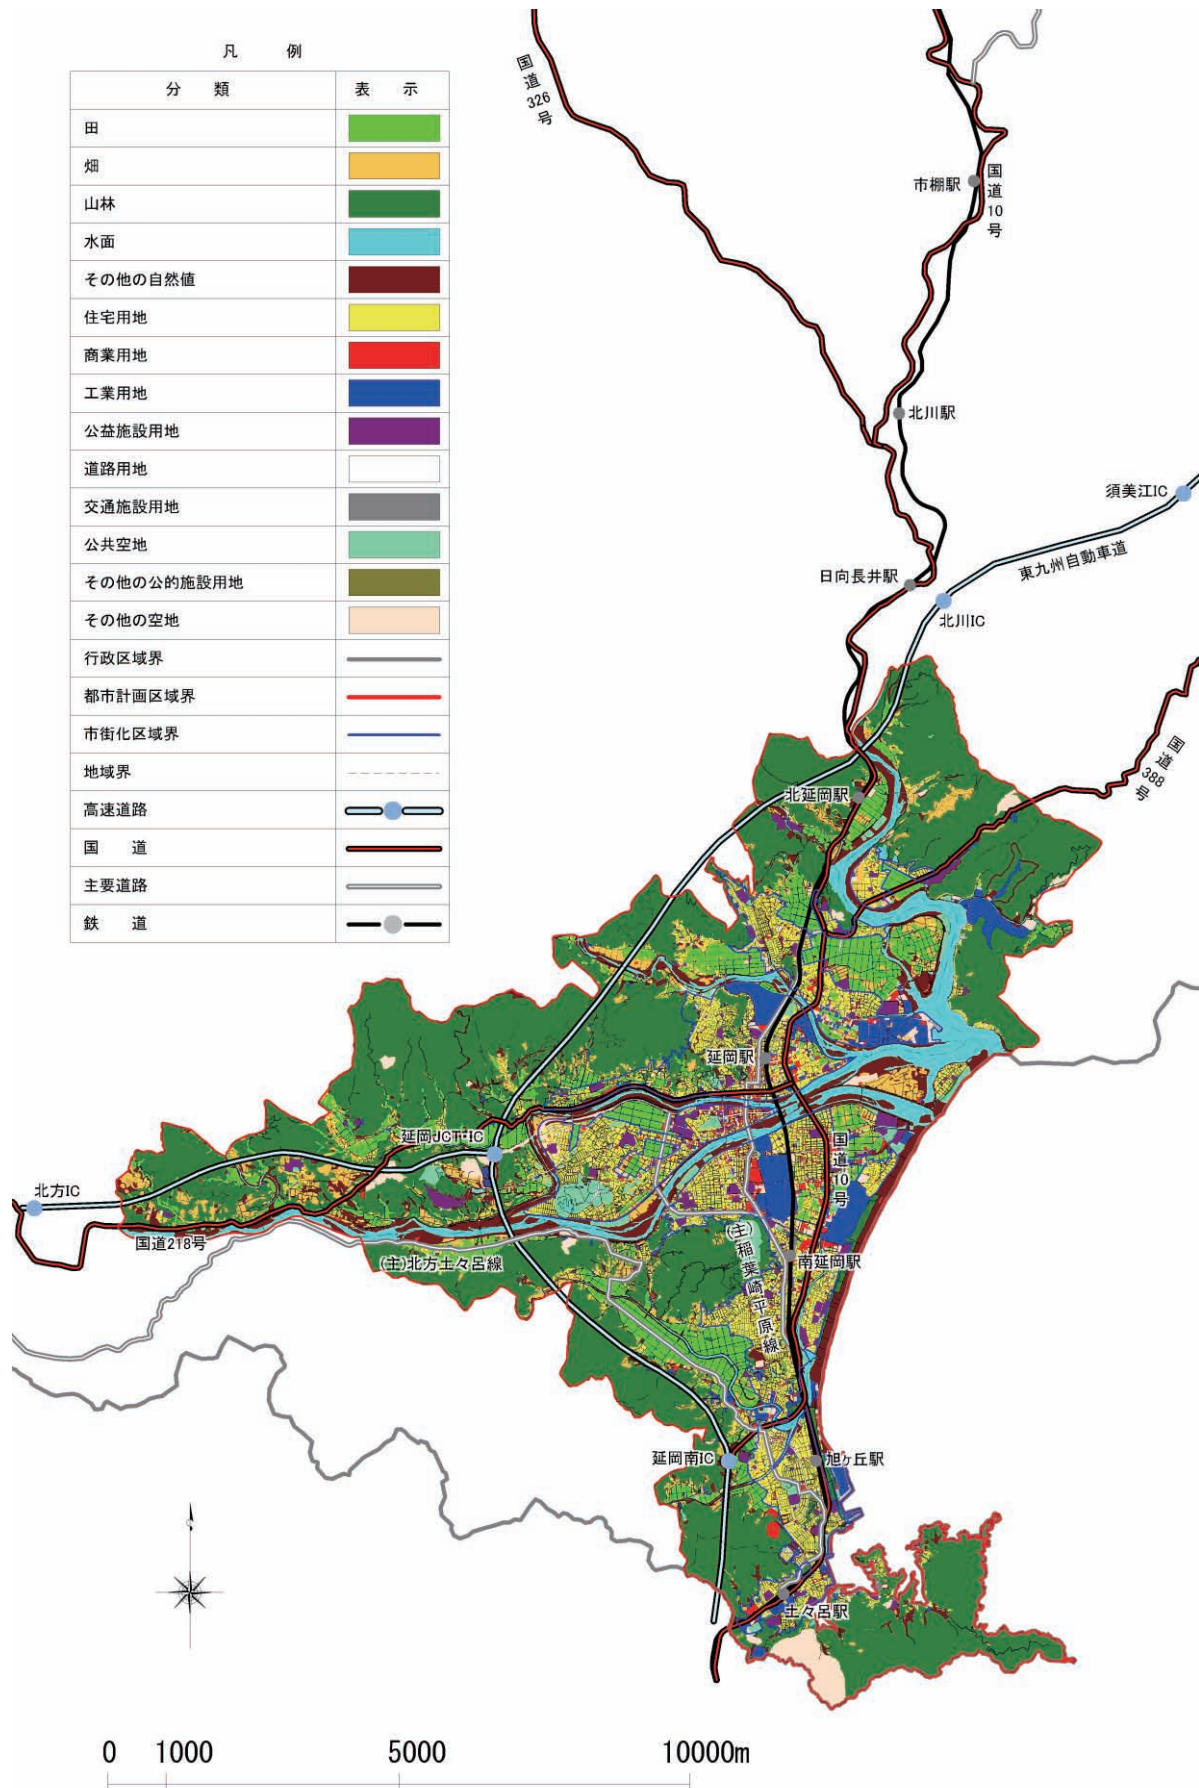 凡 例
分 類 表 示
田
畑
山林
水面
その他の自然値
住宅用地
商業用地
工業用地
公益施設用地
道路用地
交通施設用地
公共空地
その他の公的施設用地
その他の空地
行政区域界
都市計画区域界
市街化区域界
地域界
高速道路
国 道
主要道路
鉄 道
国道326号
市棚駅
国道10号
北川駅
須美江IC
東九州自動車道
日向長井駅
北川IC
国道388号
北延岡駅
延岡駅
延岡JCT・IC
国道10号
北方IC
国道218号
(主)北方土々呂線
(主)稲葉崎平原線
南延岡駅
延岡南IC
旭ヶ丘駅
土々呂駅
0 1000 5000 10000m